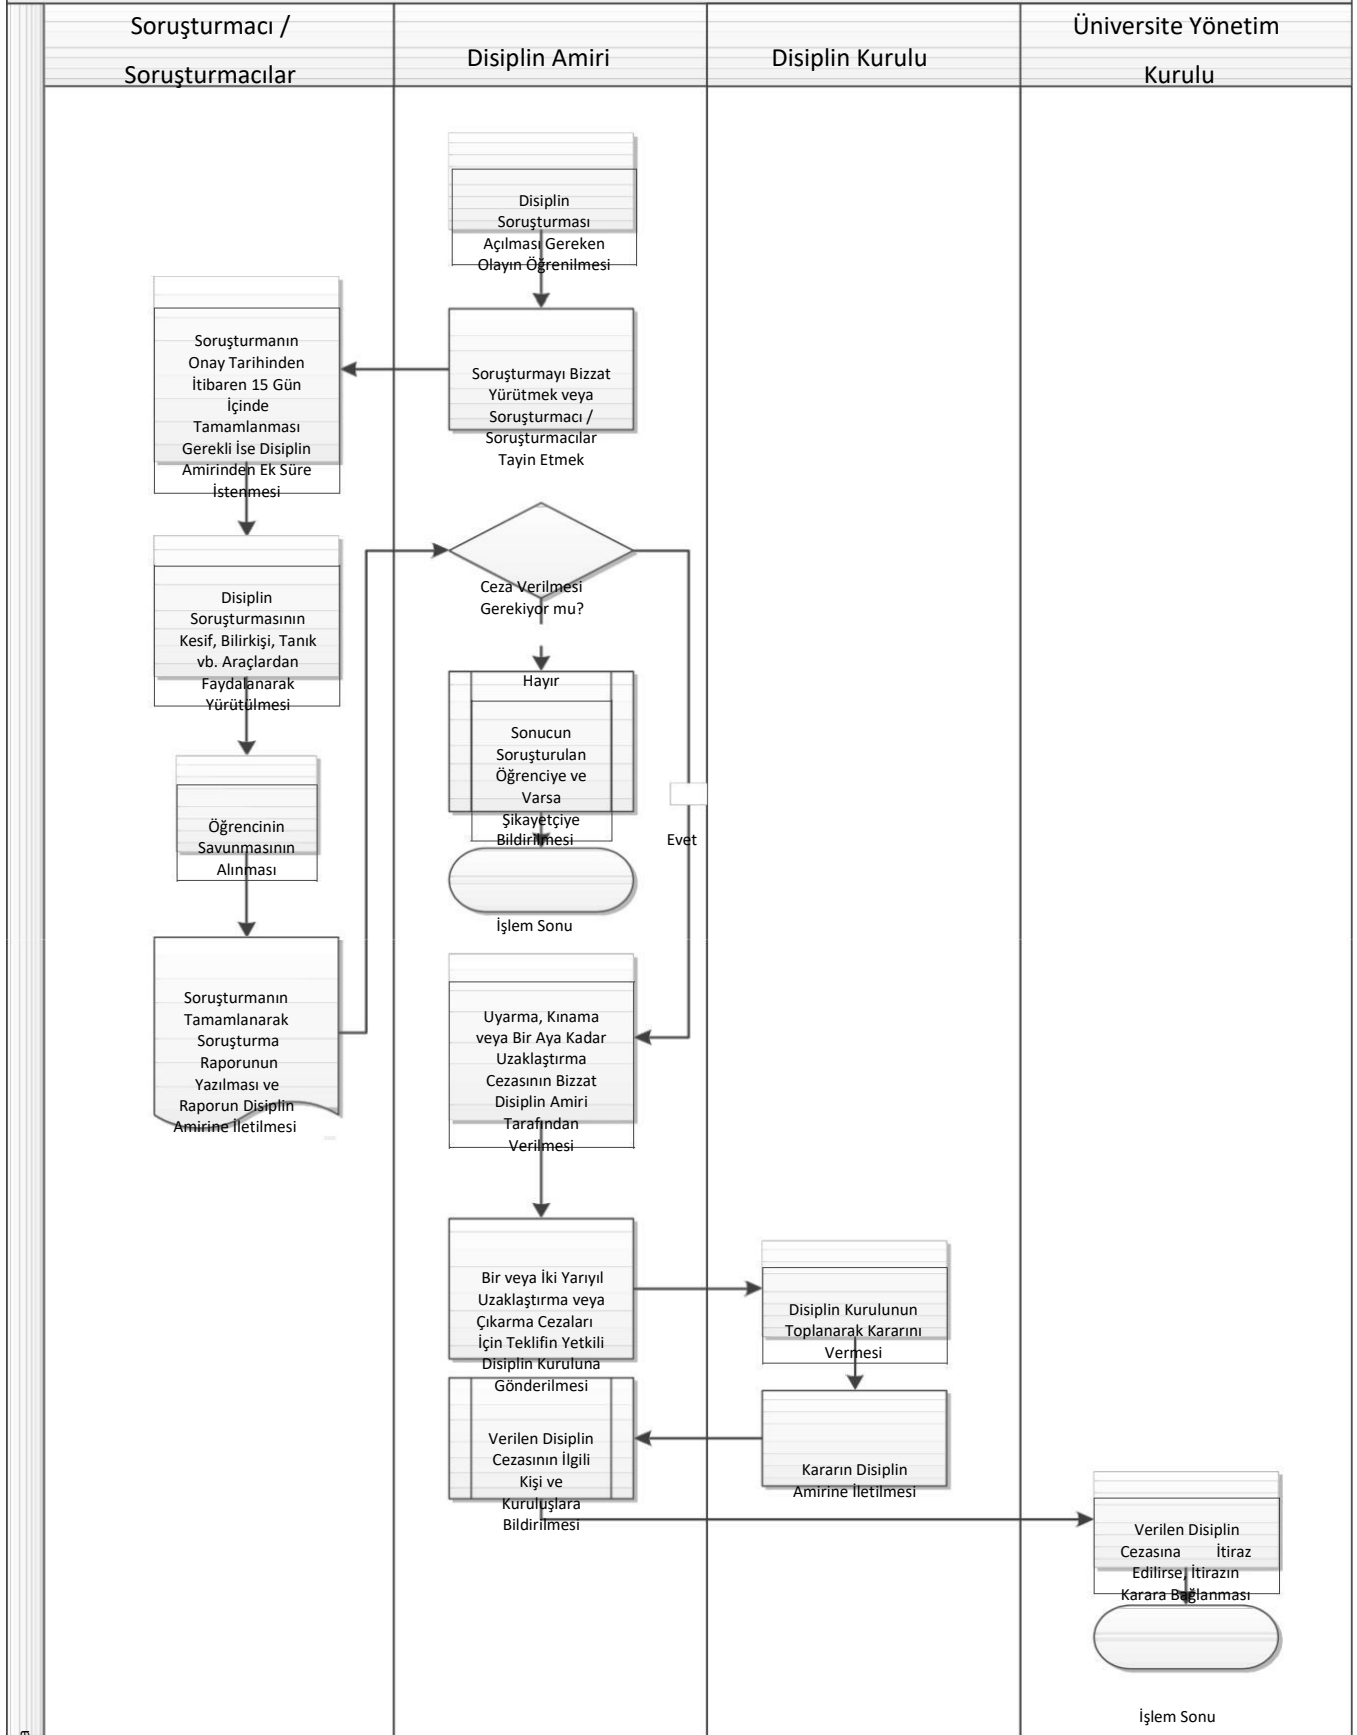 Soruşturmacı /
Soruşturmacılar
Disiplin Amiri
Disiplin Kurulu
Üniversite Yönetim
Kurulu
Disiplin
Soruşturması
Açılması Gereken
Olayın Öğrenilmesi
Soruşturmayı Bizzat
Yürütmek veya
Soruşturmacı /
Soruşturmacılar
Tayin Etmek
Soruşturmanın
Onay Tarihinden
İtibaren 15 Gün
İçinde
Tamamlanması
Gerekli İse Disiplin
Amirinden Ek Süre
İstenmesi
Disiplin
Soruşturmasının
Kesif, Bilirkişi, Tanık
vb. Araçlardan
Faydalanarak
Yürütülmesi
Öğrencinin
Savunmasının
Alınması
Soruşturmanın
Tamamlanarak
Soruşturma
Raporunun
Yazılması ve
Raporun Disiplin
Amirine İletilmesi
Ceza Verilmesi
Gerekiyor mu?
Hayır
Sonucun
Soruşturulan
Öğrenciye ve
Varsa
Şikayetçiye
Bildirilmesi
Evet
İşlem Sonu
Uyarma, Kınama
veya Bir Aya Kadar
Uzaklaştırma
Cezasının Bizzat
Disiplin Amiri
Tarafından
Verilmesi
Bir veya İki Yarıyıl
Uzaklaştırma veya
Çıkarma Cezaları
İçin Teklifin Yetkili
Disiplin Kuruluna
Gönderilmesi
Disiplin Kurulunun
Toplanarak Kararını
Vermesi
Kararın Disiplin
Amirine İletilmesi
Verilen Disiplin
Cezasının İlgili
Kişi ve
Kuruluşlara
Bildirilmesi
Verilen Disiplin
Cezasına İtiraz
Edilirse, İtirazın
Karara Bağlanması
İşlem Sonu